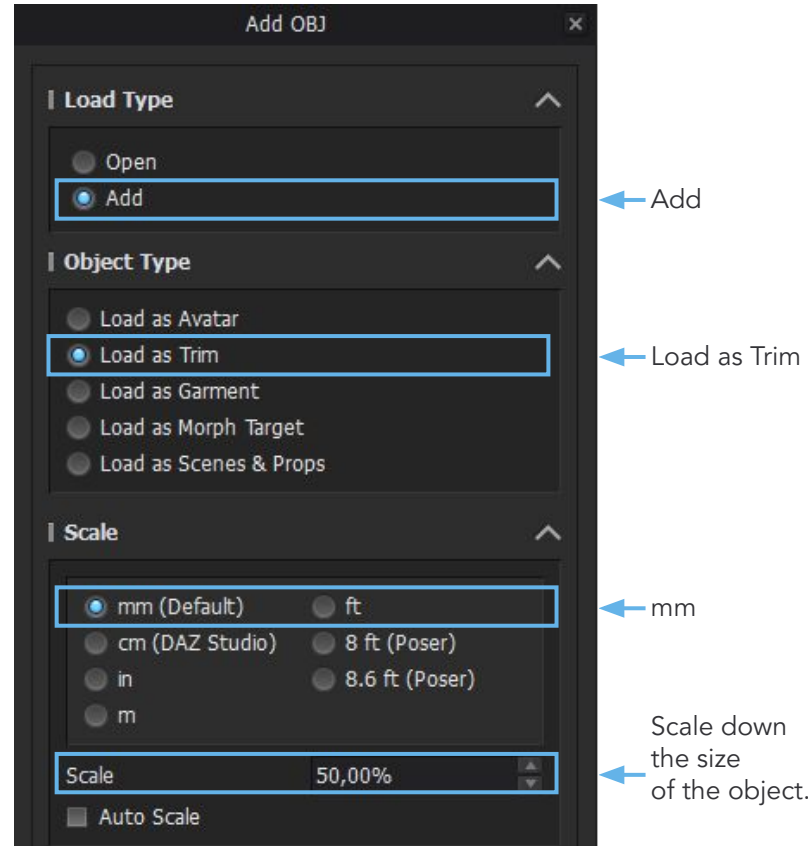 Add OBJ
Load Type
Open
Add
Add
Object Type
Load as Avatar
Load as Trim
Load as Trim
Load as Garment
Load as Morph Target
Load as Scenes & Props
Scale
mm (Default) ft
mm
cm (DAZ Studio) 8 ft (Poser)
in 8.6 ft (Poser)
m
Scale 50,00%
Scale down
the size
of the object.
Auto Scale